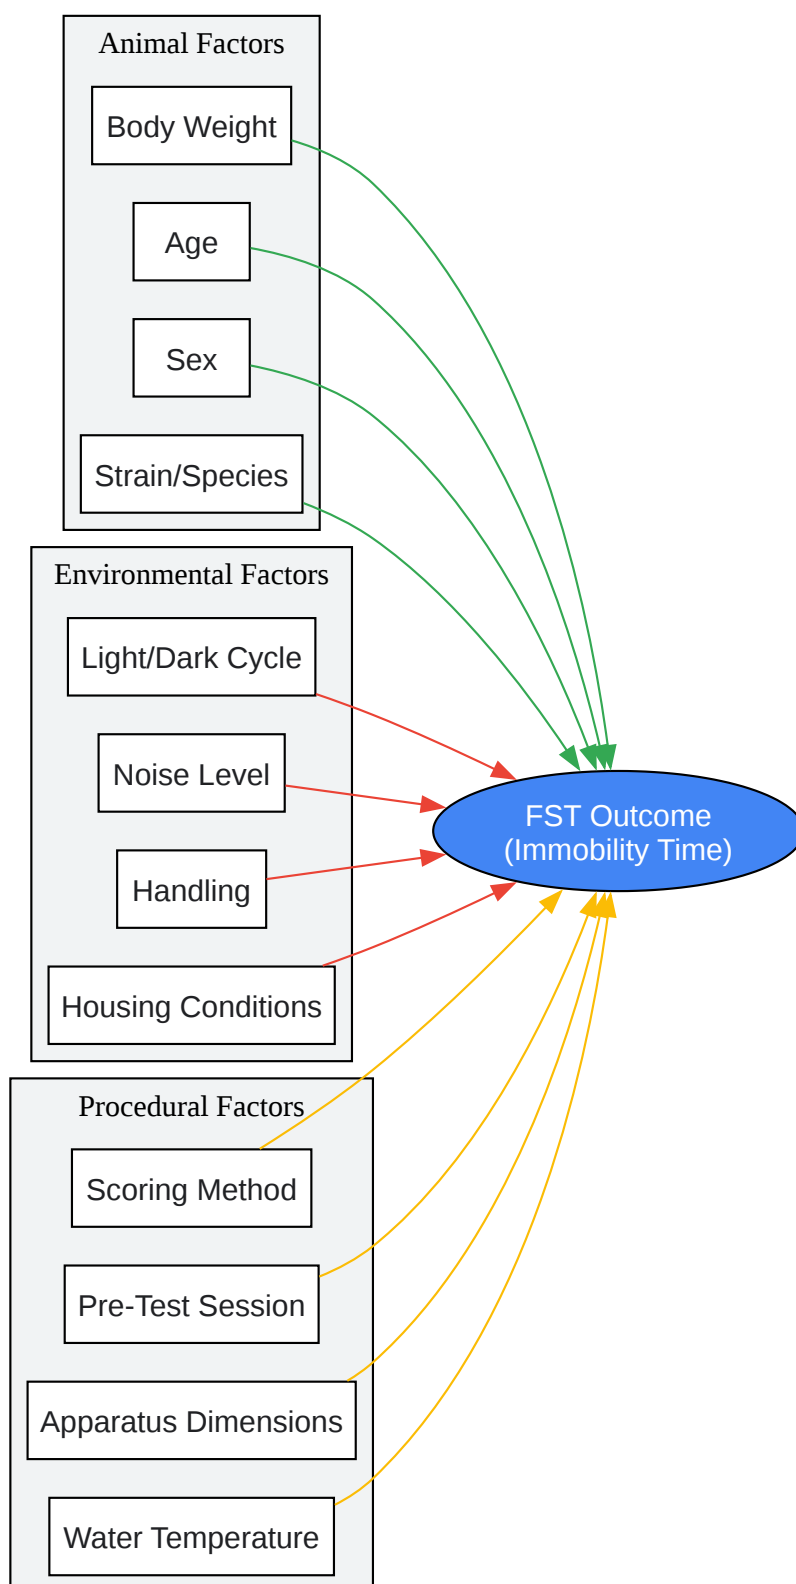 Animal Factors
Body Weight
Age
Sex
Strain/Species
Environmental Factors
Light/Dark Cycle
Noise Level
Handling
Housing Conditions
FST Outcome
(Immobility Time)
Procedural Factors
Scoring Method
Pre-Test Session
Apparatus Dimensions
Water Temperature